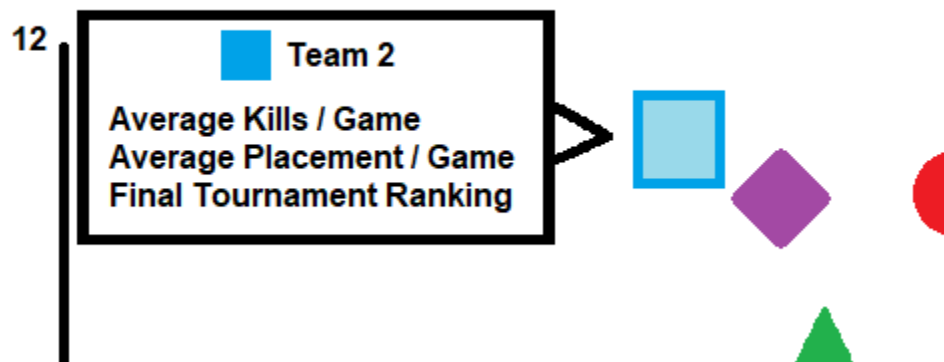 12
Team 2
Average Kills / Game
Average Placement / Game
Final Tournament Ranking